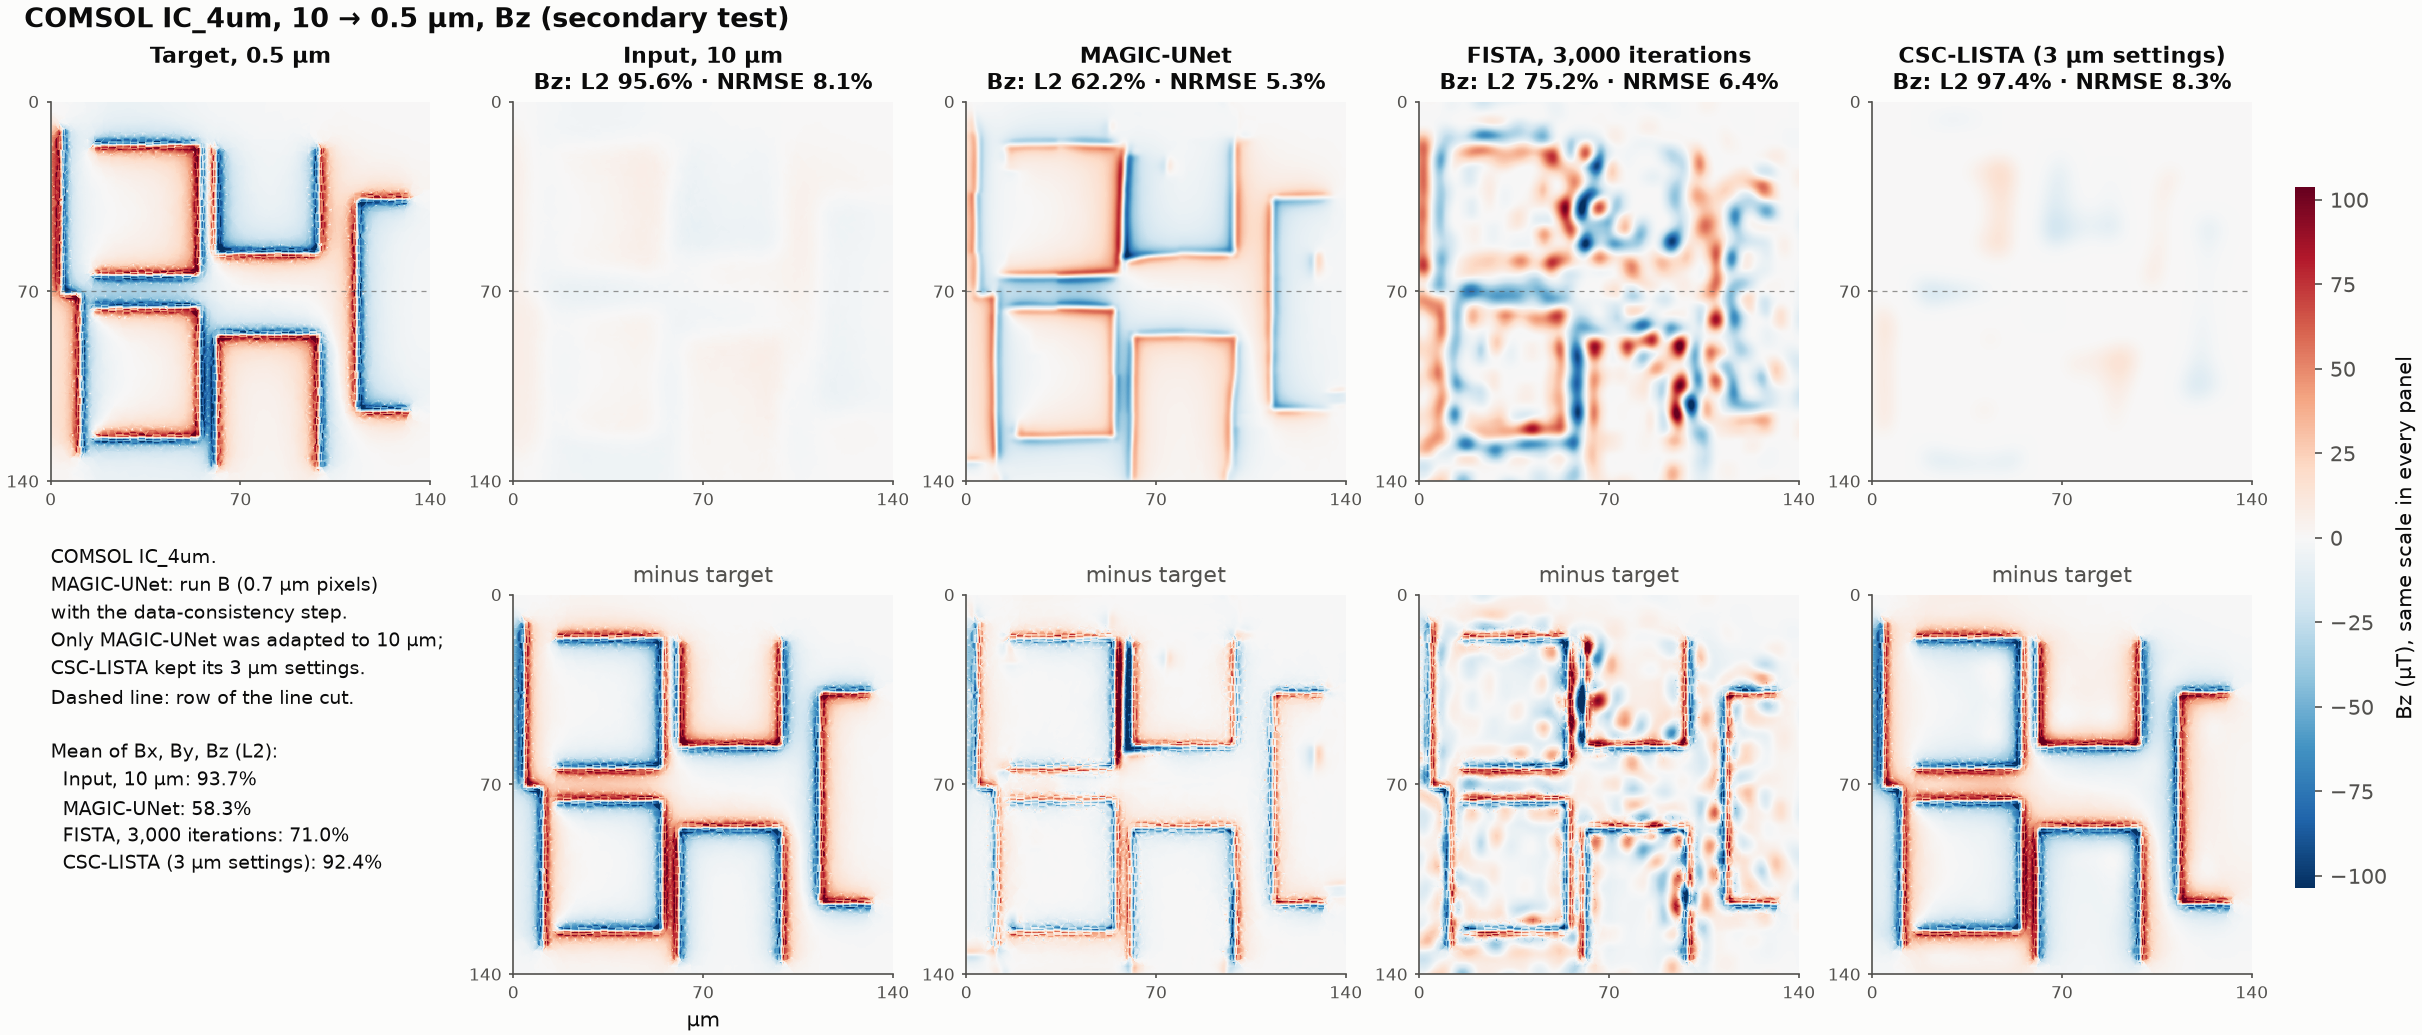 COMSOL IC_4um, 10 → 0.5 µm, Bz (secondary test)
Target, 0.5 µm
Input, 10 µm
Bz: L2 95.6% · NRMSE 8.1%
MAGIC-UNet
Bz: L2 62.2% · NRMSE 5.3%
FISTA, 3,000 iterations
Bz: L2 75.2% · NRMSE 6.4%
CSC-LISTA (3 µm settings)
Bz: L2 97.4% · NRMSE 8.3%
0
70
140
0
70
140
0
70
140
0
70
140
0
70
140
0
70
140
0
70
140
0
70
140
0
70
140
0
70
140
COMSOL IC_4um.
MAGIC-UNet: run B (0.7 µm pixels)
with the data-consistency step.
Only MAGIC-UNet was adapted to 10 µm;
CSC-LISTA kept its 3 µm settings.
Dashed line: row of the line cut.
Mean of Bx, By, Bz (L2):
Input, 10 µm: 93.7%
MAGIC-UNet: 58.3%
FISTA, 3,000 iterations: 71.0%
CSC-LISTA (3 µm settings): 92.4%
minus target
0
70
140
0
70
140
µm
minus target
0
70
140
0
70
140
minus target
0
70
140
0
70
140
minus target
0
70
140
0
70
140
100
75
50
25
0
−25
−50
−75
−100
Bz (µT), same scale in every panel